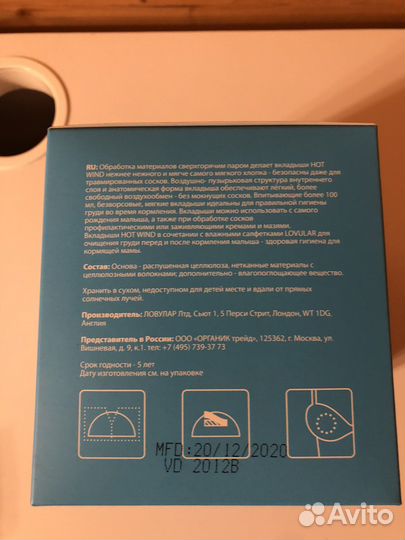 RU: Обработка материалов сверхгорячим паром делает вкладыши HOT
WIND нежнее нежного и мягче самого мягкого хлопка - безопасны даже для
травмированных сосков. Воздушно- пузырьковая структура внутреннего
слоя и анатомическая форма вкладыша обеспечивают лёгкий, более
свободный воздухообмен - без мокнущих сосков. Впитывающие более 100
мл, безворсовые, мягкие вкладыши идеальны для правильной гигиены
груди во время кормления. Вкладыши можно использовать с самого
рождения малыша, а также при обработке сосков
профилактическими или заживляющими кремами и мазями.
Вкладыши HOT WIND в сочетании с влажными салфетками LOVULAR для
очищения груди перед и после кормления малыша - здоровая гигиена для
кормящей мамы.
Состав: Основа - распушенная целлюлоза, нетканные материалы с
целлюлозными волокнами; дополнительно - влагопоглощающее вещество.
Хранить в сухом, недоступном для детей месте и вдали от прямых
солнечных лучей.
Производитель: ЛОВУЛАР Лтд, Сьют 1, 5 Перси Стрит, Лондон, WT 1DG,
Англия
Представитель в России: ООО «ОРГАНИК трейд», 125362, г. Москва, ул.
Вишневая, д. 9, к.1. тел: +7 (495) 739-37 73
Срок годности - 5 лет
Дату изготовления см. на упаковке
MFD:20/12/2020
VD 2012B
Avito